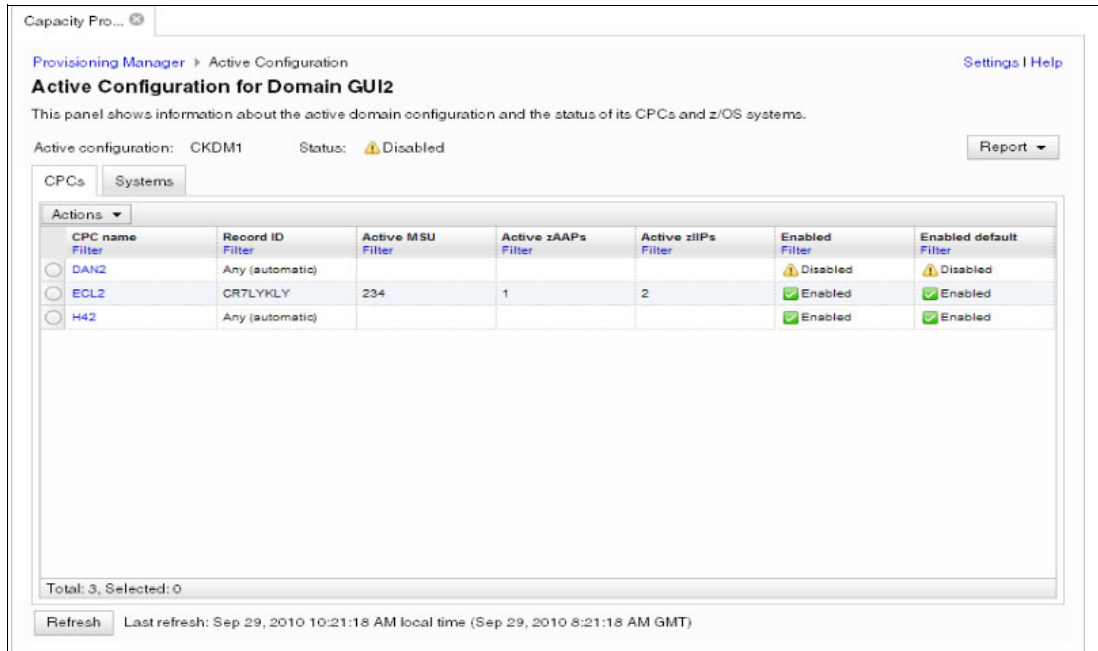 Capacity Pro...
Provisioning Manager Active Configuration Settings | Help
Active Configuration for Domain GUI2
This panel shows information about the active domain configuration and the status of its CPCs and z/OS systems.
Active configuration: CKDM1 Status: Disabled Report
CPCs Systems
Actions
CPC name Record ID Active MSU Active zAAPs Active zIIPs Enabled Enabled default
Filter Filter Filter Filter Filter Filter Filter
DAN2 Any (automatic) Disabled Disabled
ECL2 CR7LYKLY 234 1 2 Enabled Enabled
H42 Any (automatic) Enabled Enabled
Total: 3, Selected: 0
Refresh Last refresh: Sep 29, 2010 10:21:18 AM local time (Sep 29, 2010 8:21:18 AM GMT)